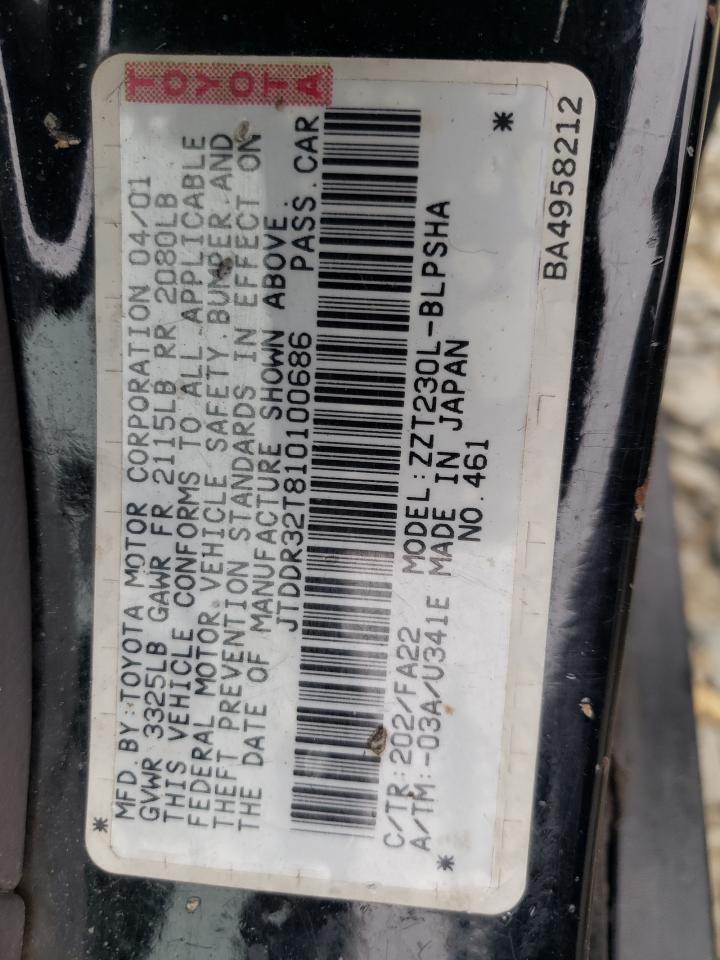 TOYOTA
MFD. BY: TOYOTA MOTOR CORPORATION 04/01
GVWR 3325LB GAWR FR 2115LB RR 2080LB
THIS VEHICLE CONFORMS TO ALL APPLICABLE
FEDERAL MOTOR VEHICLE SAFETY, BUMPER, AND
THEFT PREVENTION STANDARDS IN EFFECT ON
THE DATE OF MANUFACTURE SHOWN ABOVE.
JTDDR32T810100686 PASS. CAR
C/TR:202/FA22 MODEL:ZZT230L-BLPSHA
A/TM:-03A/U341E MADE IN JAPAN
NO. 461
BA4958212